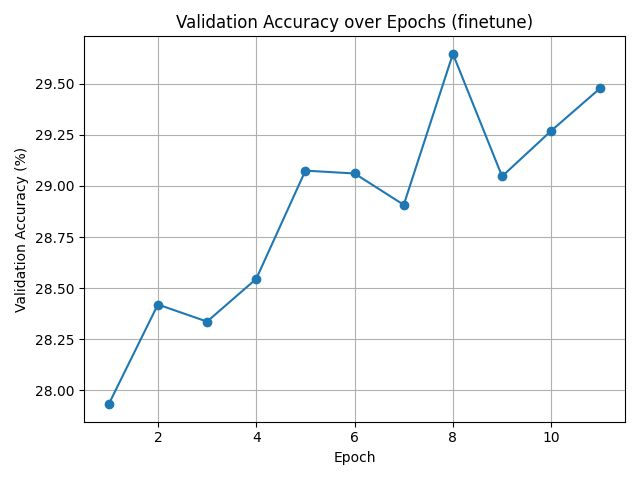 Validation Accuracy over Epochs (finetune)
Validation Accuracy (%)
29.50
29.25
29.00
28.75
28.50
28.25
28.00
2 4 6 8 10
Epoch